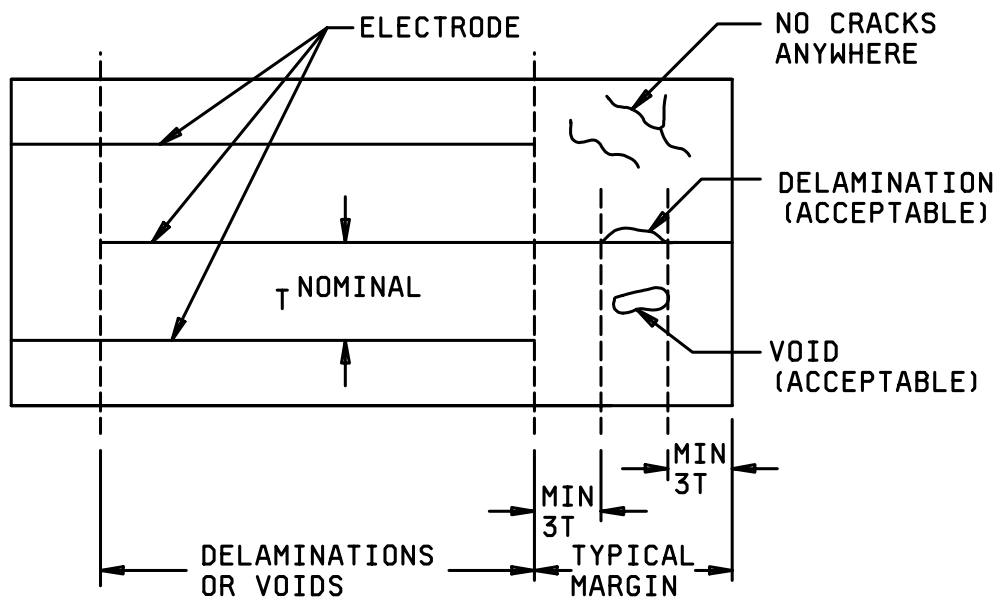 ELECTRODE
NO CRACKS
ANYWHERE
DELAMINATION
(ACCEPTABLE)
T NOMINAL
VOID
(ACCEPTABLE)
MIN
3T
MIN
3T
DELAMINATIONS
OR VOIDS
TYPICAL
MARGIN